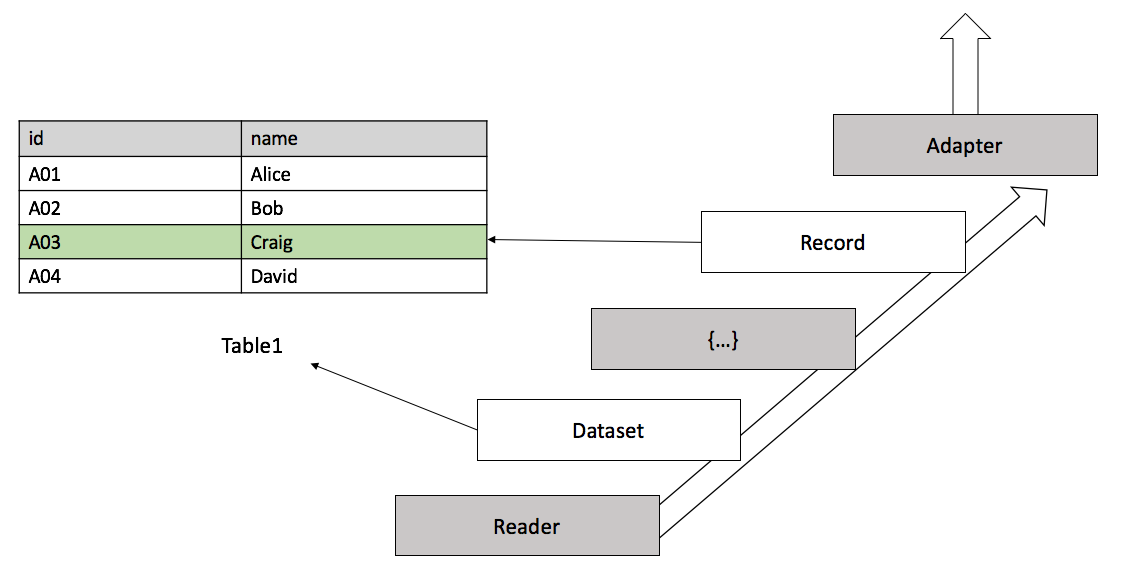 Adapter
id name
A01 Alice
A02 Bob
A03 Craig
A04 David
Record
{...}
Table1
Dataset
Reader